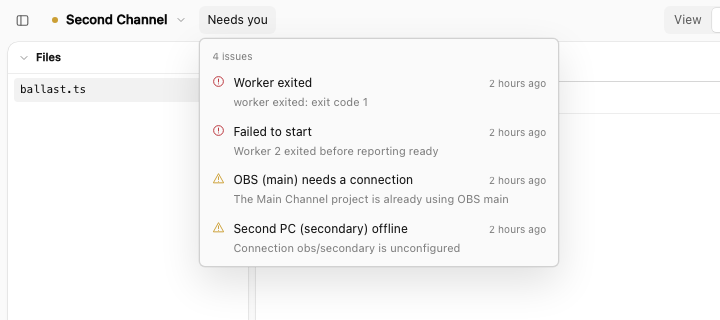 Second Channel
Needs you
View
Files
ballast.ts
4 issues
Worker exited
2 hours ago
worker exited: exit code 1
Failed to start
2 hours ago
Worker 2 exited before reporting ready
OBS (main) needs a connection
2 hours ago
The Main Channel project is already using OBS main
Second PC (secondary) offline
2 hours ago
Connection obs/secondary is unconfigured